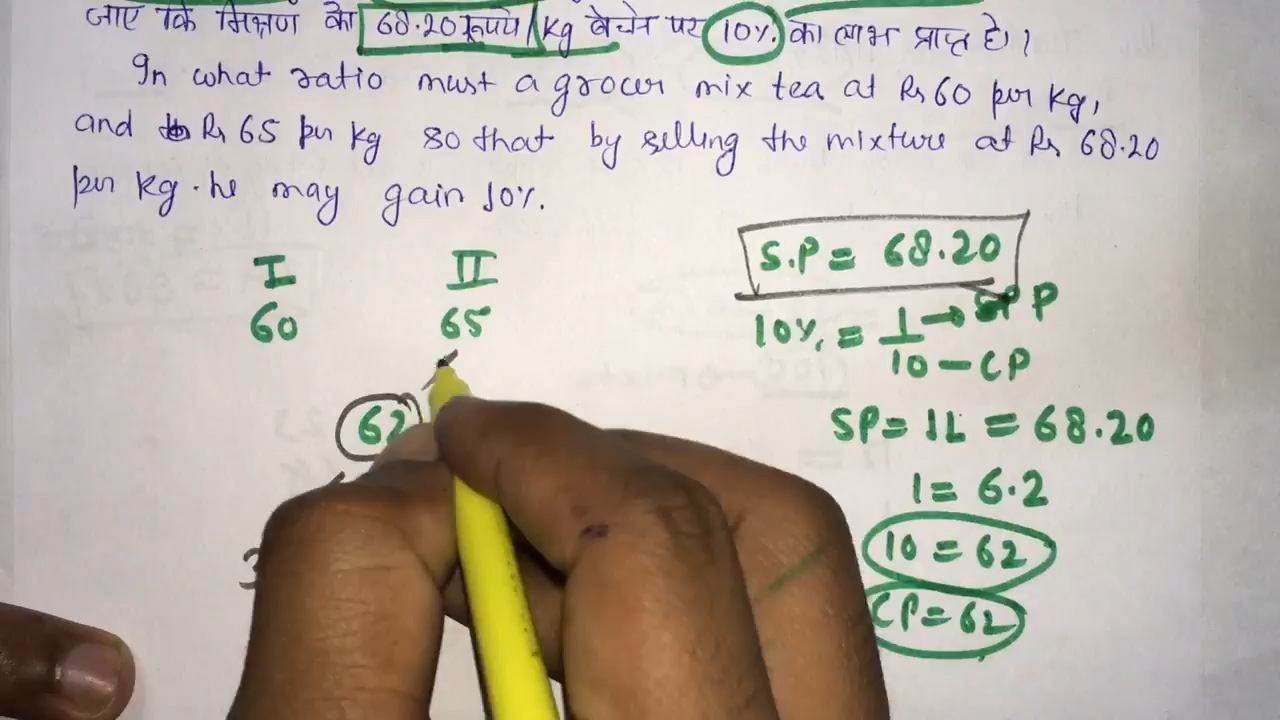 जाए कि मिश्रण को 68.20 रूपये/kg बेचने पर 10% का लाभ प्राप्त हो।
In what ratio must a grocer mix tea at Rs 60 per kg,
and Rs 65 per kg so that by selling the mixture at Rs 68.20
per kg. he may gain 10%.
I II
60 65
62
3
S.P = 68.20
10% = 1/10 → P
- CP
SP = 11 = 68.20
1 = 6.2
10 = 62
CP = 62